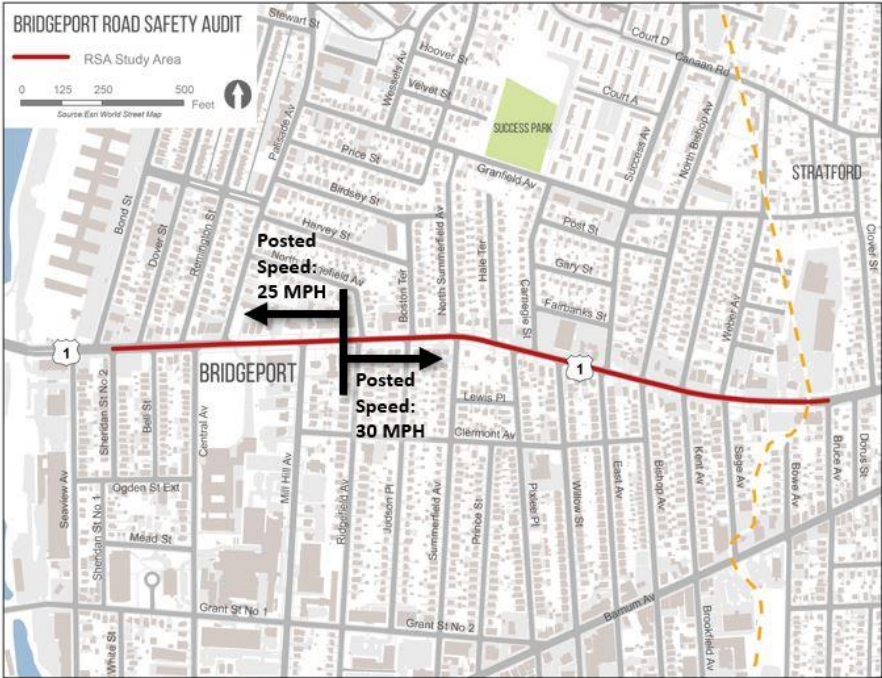 BRIDGEPORT ROAD SAFETY AUDIT
RSA Study Area
0 125 250 500
Feet
Source:Esri World Street Map
Stewart St
Wessels Av
Hoover St
Velvet St
Court D
Canaan Rd
Court A
SUCCESS PARK
Success Av
North Bishop Av
STRATFORD
Palisade Av
Price St
Birdsey St
Granfield Av
Harvey St
Bond St
Dover St
Remington St
Post St
Gary St
Fairbanks St
Clover St
Boston Ter
North Summerfield Av
Hale Ter
Carnegie St
Weber Av
Posted
Speed:
25 MPH
1
BRIDGEPORT
Posted
Speed:
30 MPH
1
Sheridan St No 2
Bell St
Central Av
Lewis Pl
Clermont Av
Seaview Av
Ogden St Ext
Mill Hill Av
Ridgefield Av
Judson Pl
Summerfield Av
Prince St
Pixlee Pl
Willow St
East Av
Bishop Av
Kent Av
Sage Av
Bowe Av
Bruce Av
Dorus St
Sheridan St No 1
Mead St
Grant St No 1
Grant St No 2
Barnum Av
White St
Brookfield Av